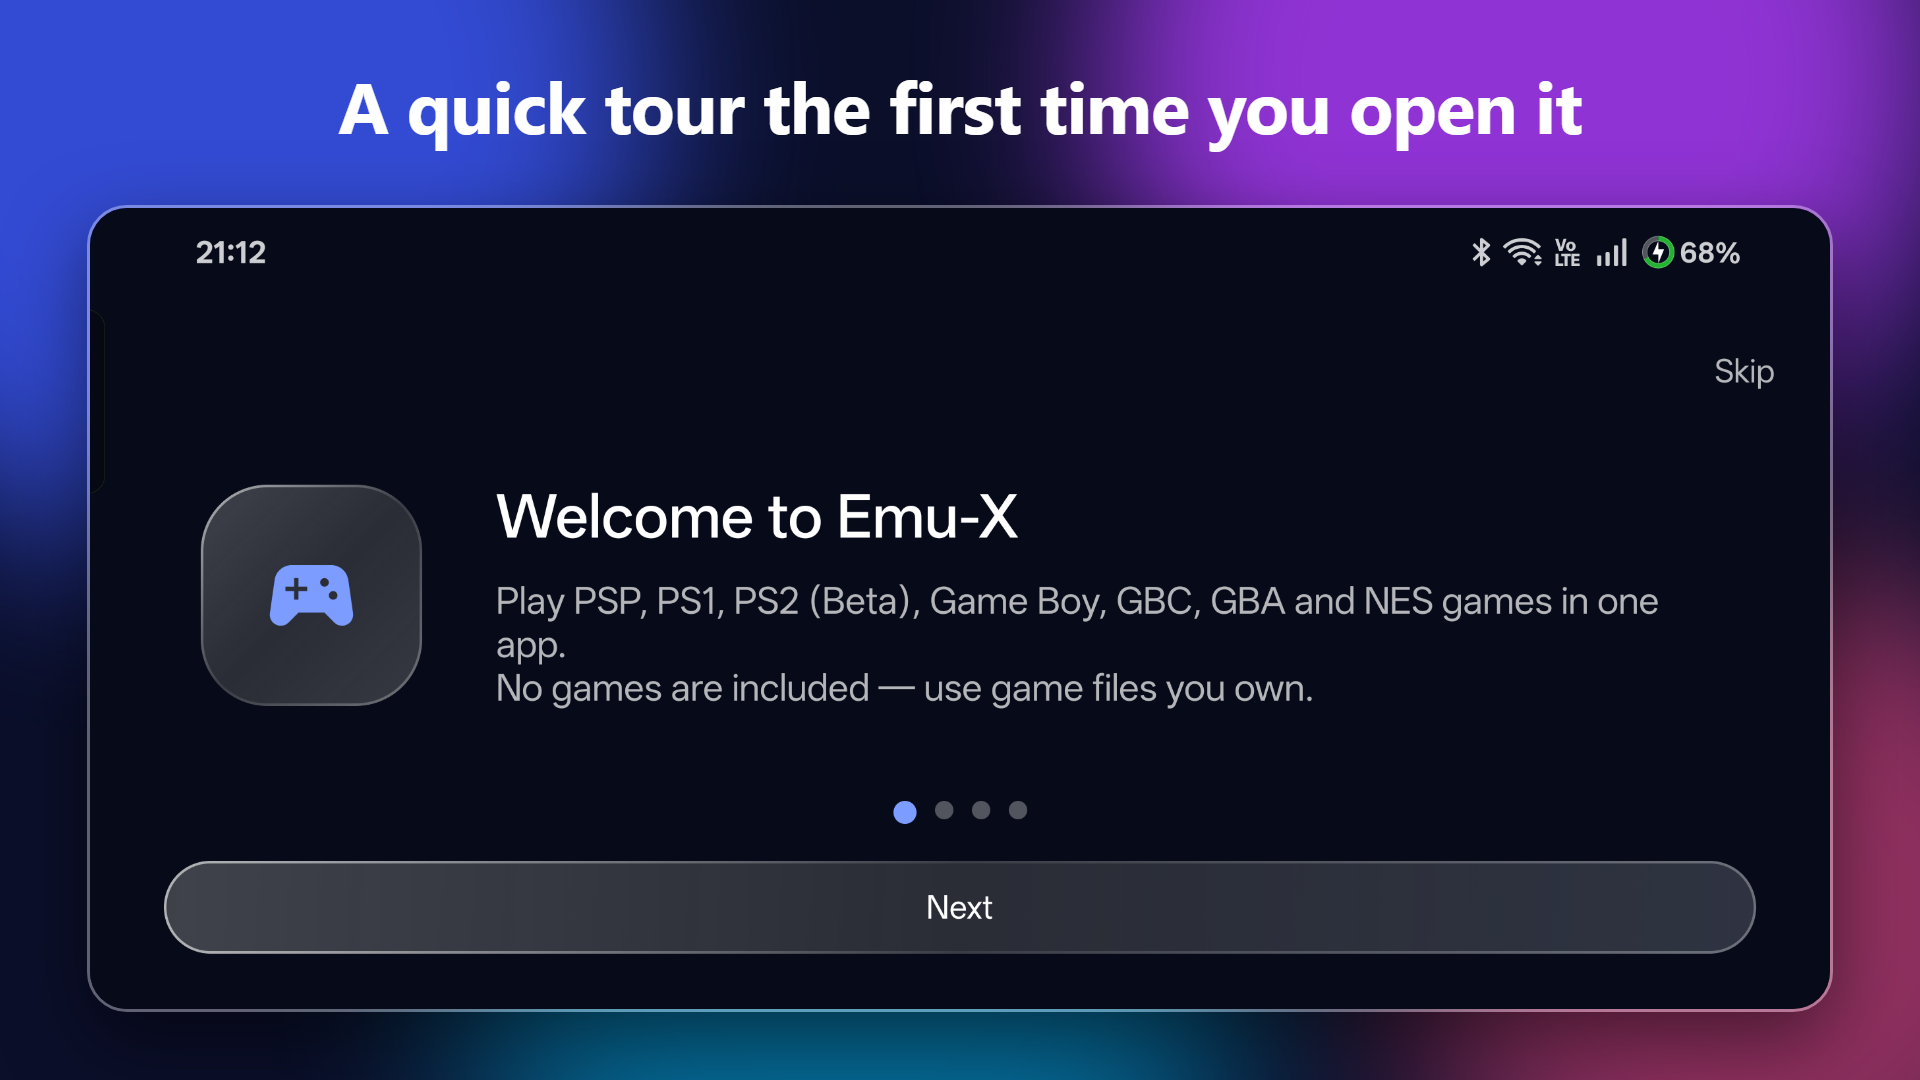 A quick tour the first time you open it
21:12
Vo LTE 68%
Skip
Welcome to Emu-X
Play PSP, PS1, PS2 (Beta), Game Boy, GBC, GBA and NES games in one
app.
No games are included — use game files you own.
Next